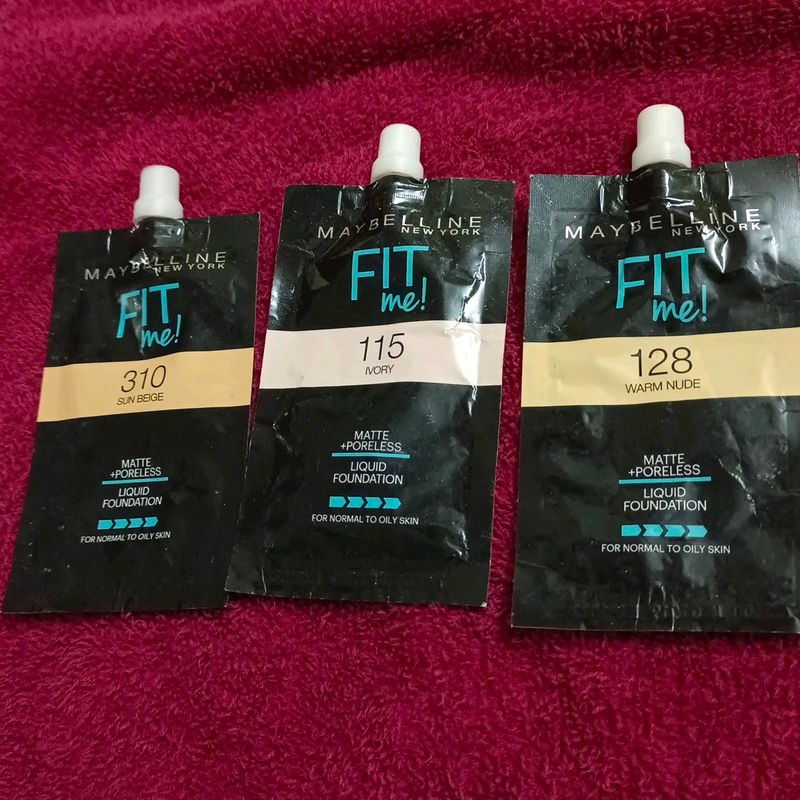 MAYBELLINE
NEW YORK
FIT
me!
310
SUN BEIGE
MATTE
+PORELESS
LIQUID
FOUNDATION
FOR NORMAL TO OILY SKIN
MAYBELLINE
NEW YORK
FIT
me!
115
IVORY
MATTE
+PORELESS
LIQUID
FOUNDATION
FOR NORMAL TO OILY SKIN
MAYBELLINE
NEW YORK
FIT
me!
128
WARM NUDE
MATTE
+PORELESS
LIQUID
FOUNDATION
FOR NORMAL TO OILY SKIN